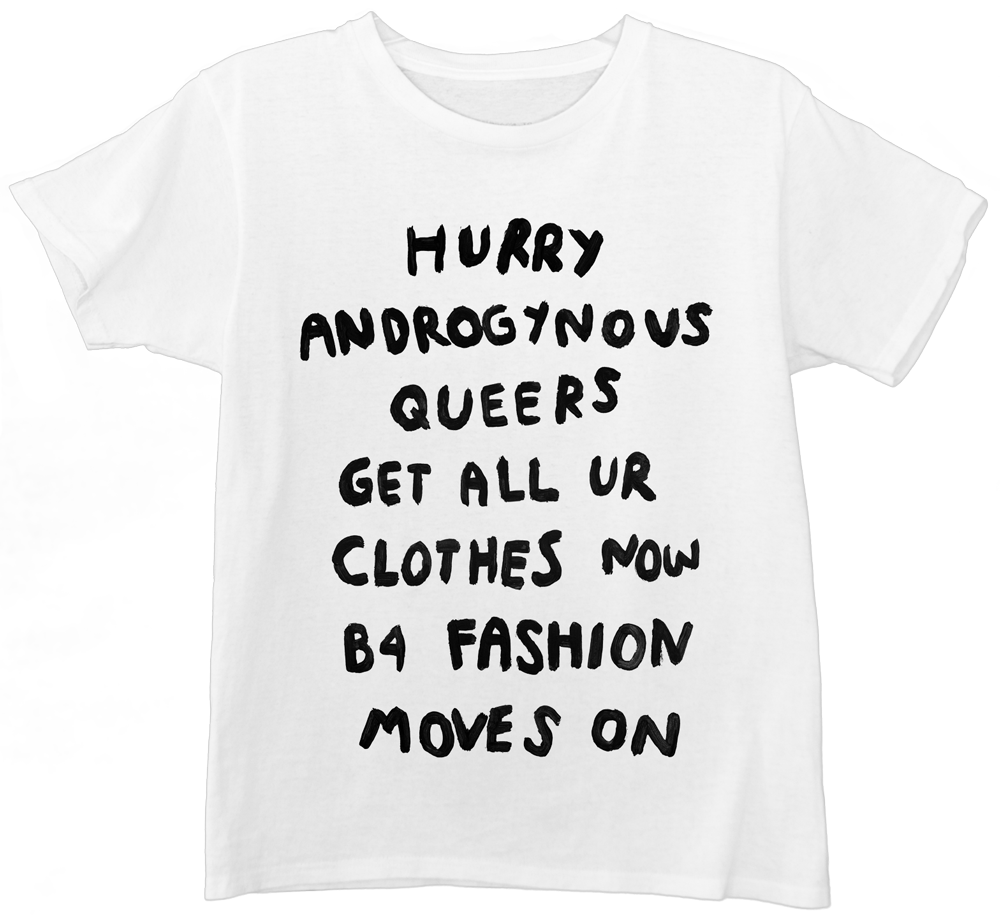 HURRY
ANDROGYNOUS
QUEERS
GET ALL UR
CLOTHES NOW
B4 FASHION
MOVES ON